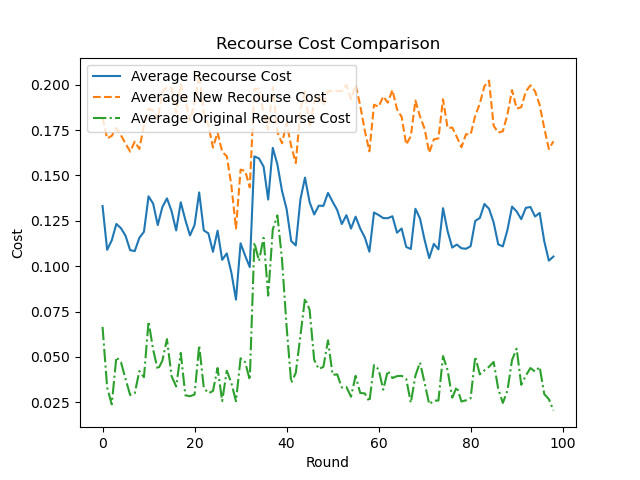 Recourse Cost Comparison
Average Recourse Cost
Average New Recourse Cost
Average Original Recourse Cost
0.200
0.175
0.150
0.125
0.100
0.075
0.050
0.025
Cost
0 20 40 60 80 100
Round